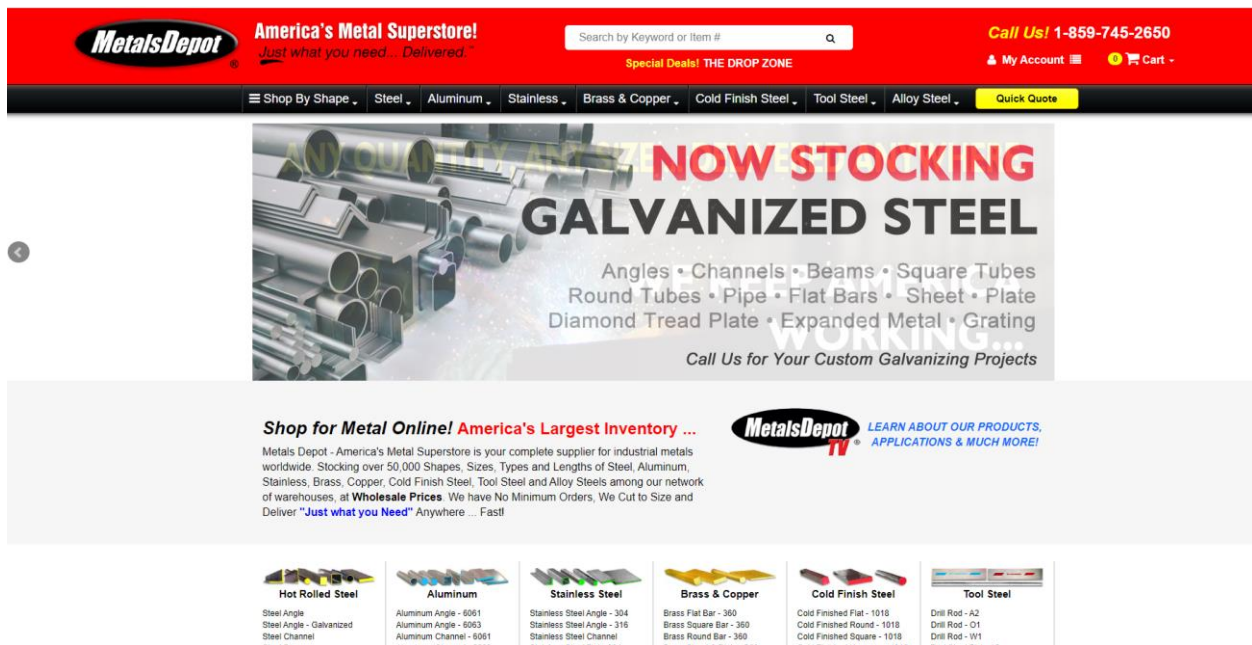 MetalsDepot
®
America's Metal Superstore!
Just what you need... Delivered.™
Search by Keyword or Item #
Special Deals! THE DROP ZONE
Call Us! 1-859-745-2650
My Account
0 Cart
Shop By Shape Steel Aluminum Stainless Brass & Copper Cold Finish Steel Tool Steel Alloy Steel Quick Quote
ANY QUANTITY, ANY SIZE
NOW STOCKING
GALVANIZED STEEL
Angles • Channels • Beams • Square Tubes
Round Tubes • Pipe • Flat Bars • Sheet • Plate
Diamond Tread Plate • Expanded Metal • Grating
WE KEEP AMERICA
WORKING...
Call Us for Your Custom Galvanizing Projects
Shop for Metal Online! America's Largest Inventory ...
Metals Depot - America's Metal Superstore is your complete supplier for industrial metals
worldwide. Stocking over 50,000 Shapes, Sizes, Types and Lengths of Steel, Aluminum,
Stainless, Brass, Copper, Cold Finish Steel, Tool Steel and Alloy Steels among our network
of warehouses, at Wholesale Prices. We have No Minimum Orders, We Cut to Size and
Deliver "Just what you Need" Anywhere ... Fast!
MetalsDepot
TV ®
LEARN ABOUT OUR PRODUCTS,
APPLICATIONS & MUCH MORE!
Hot Rolled Steel
Steel Angle
Steel Angle - Galvanized
Steel Channel
Aluminum
Aluminum Angle - 6061
Aluminum Angle - 6063
Aluminum Channel - 6061
Stainless Steel
Stainless Steel Angle - 304
Stainless Steel Angle - 316
Stainless Steel Channel
Brass & Copper
Brass Flat Bar - 360
Brass Square Bar - 360
Brass Round Bar - 360
Cold Finish Steel
Cold Finished Flat - 1018
Cold Finished Round - 1018
Cold Finished Square - 1018
Tool Steel
Drill Rod - A2
Drill Rod - O1
Drill Rod - W1